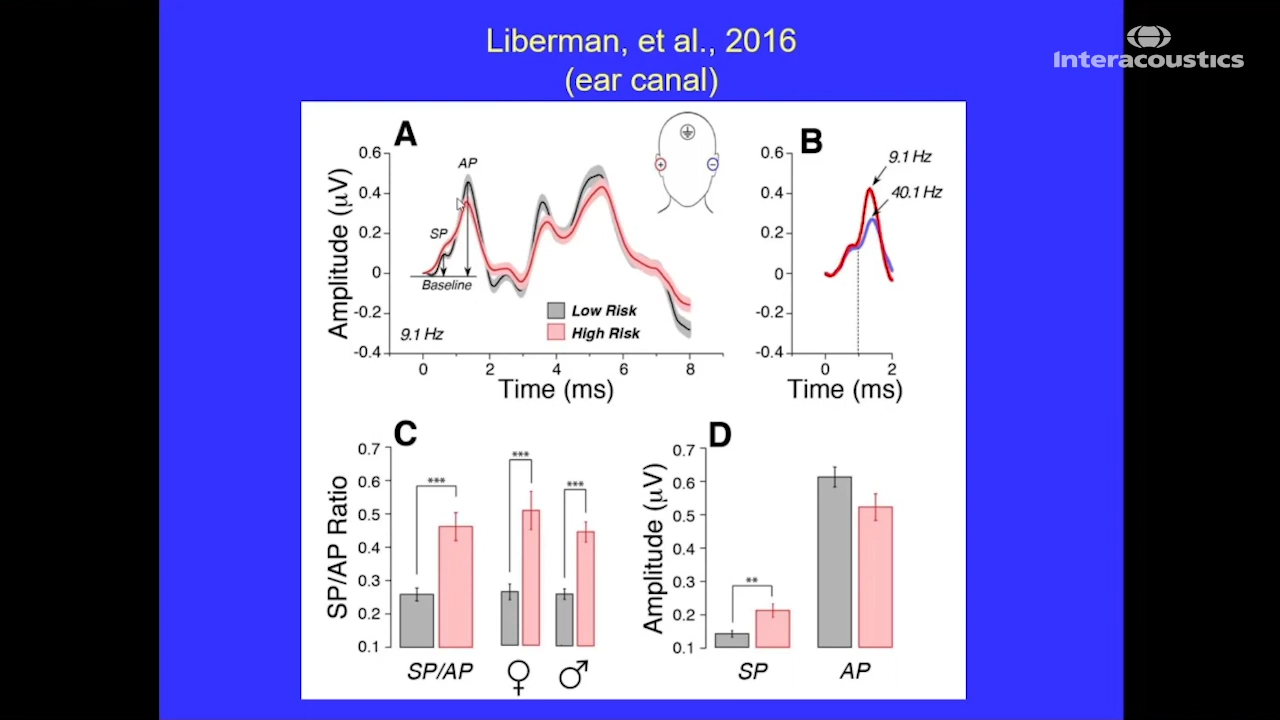 Liberman, et al., 2016
(ear canal)
Interacoustics
A
Amplitude (μV)
0.6
0.4
0.2
0
-0.2
-0.4
AP
SP
Baseline
9.1 Hz
Low Risk
High Risk
+
-
0 2 4 6 8
Time (ms)
B
0.6
0.4
0.2
0
-0.2
-0.4
9.1 Hz
40.1 Hz
0 2
Time (ms)
C
SP/AP Ratio
0.7
0.6
0.5
0.4
0.3
0.2
0.1
***
***
***
SP/AP ♀ ♂
D
Amplitude (μV)
0.7
0.6
0.5
0.4
0.3
0.2
0.1
**
SP AP